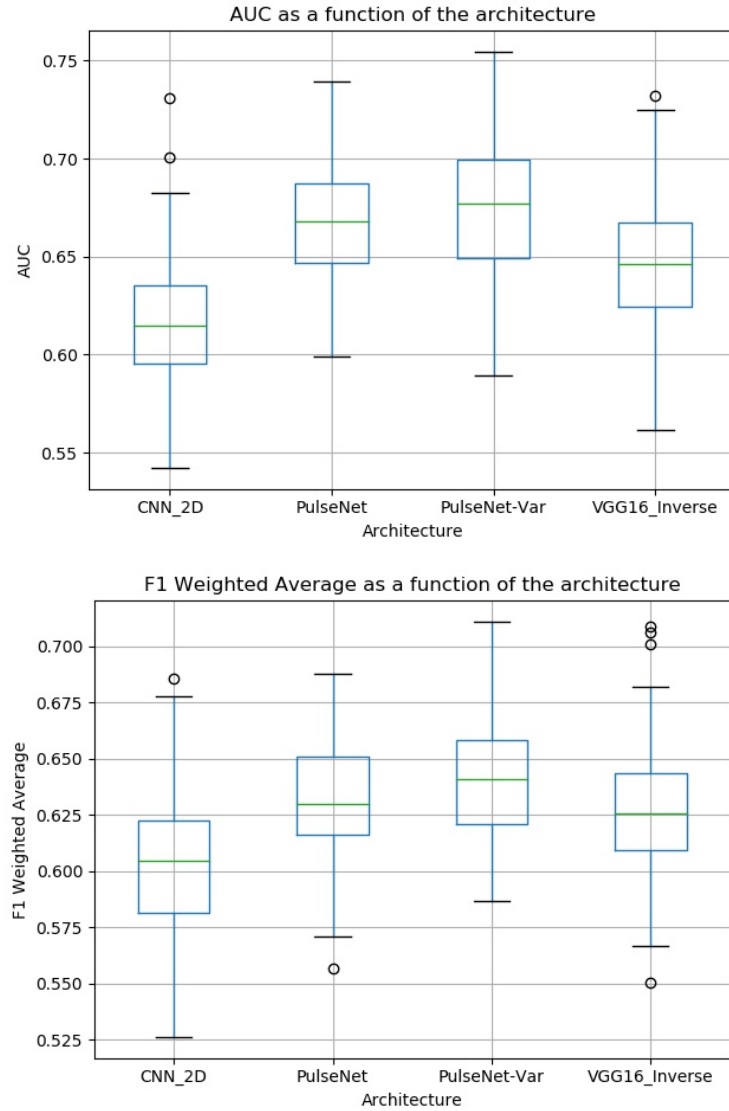 AUC as a function of the architecture
0.75
0.70
0.65
0.60
0.55
AUC
CNN_2D PulseNet PulseNet-Var VGG16_Inverse
Architecture
F1 Weighted Average as a function of the architecture
0.700
0.675
0.650
0.625
0.600
0.575
0.550
0.525
F1 Weighted Average
CNN_2D PulseNet PulseNet-Var VGG16_Inverse
Architecture